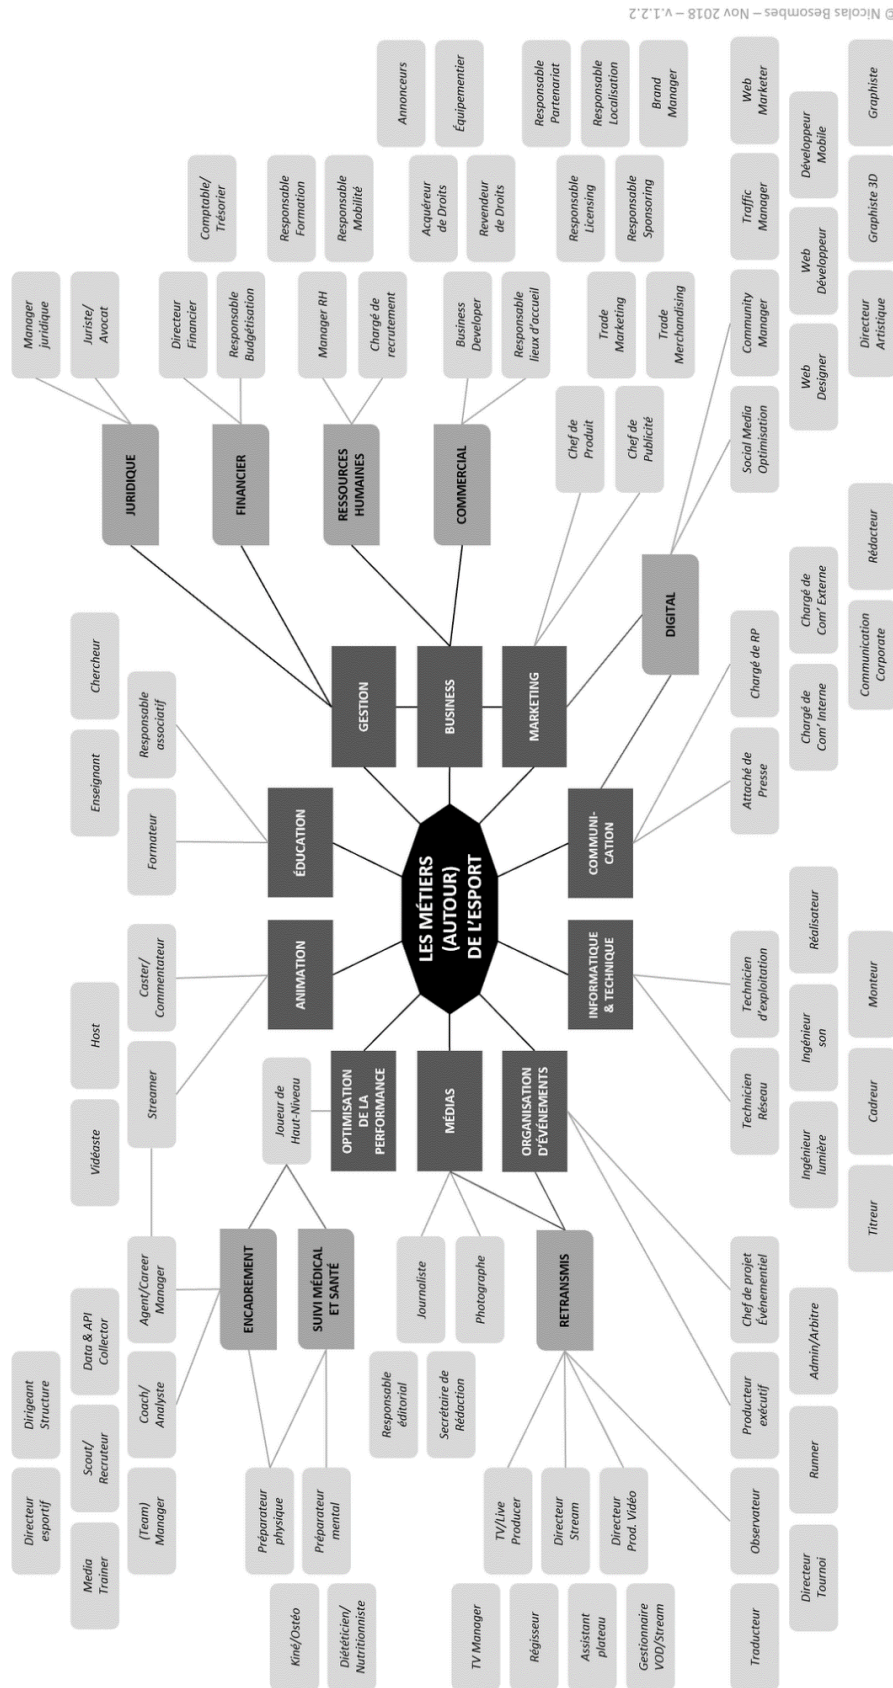 Directeur
esportif
Dirigeant
Structure
Manager
juridique
Media
Trainer
Scout/
Recruteur
Data & API
Collector
Vidéaste
Host
Enseignant
Chercheur
Juriste/
Avocat
(Team)
Manager
Coach/
Analyste
Agent/Career
Manager
Streamer
Caster/
Commentateur
Formateur
Responsable
associatif
JURIDIQUE
Directeur
Financier
Comptable/
Trésorier
Préparateur
physique
ENCADREMENT
FINANCIER
Responsable
Budgétisation
Kiné/Ostéo
Joueur de
Haut-Niveau
ANIMATION
ÉDUCATION
Manager RH
Responsable
Formation
Préparateur
mental
SUIVI MÉDICAL
ET SANTÉ
Diététicien/
Nutritionniste
OPTIMISATION
DE LA
PERFORMANCE
GESTION
RESSOURCES
HUMAINES
Chargé de
recrutement
Responsable
Mobilité
Annonceurs
Responsable
éditorial
Journaliste
LES MÉTIERS
(AUTOUR)
DE L'ESPORT
Acquéreur
de Droits
Équipementier
Secrétaire de
Rédaction
Photographe
MÉDIAS
BUSINESS
COMMERCIAL
Business
Developer
Revendeur
de Droits
TV Manager
TV/Live
Producer
ORGANISATION
D'ÉVÉNEMENTS
MARKETING
Responsable
lieux d'accueil
Responsable
Partenariat
Régisseur
Directeur
Stream
RETRANSMIS
INFORMATIQUE
& TECHNIQUE
COMMUNI-
CATION
Chef de
Produit
Trade
Marketing
Responsable
Licensing
Responsable
Localisation
Assistant
plateau
Directeur
Prod. Vidéo
Chef de
Publicité
Trade
Merchandising
Responsable
Sponsoring
Brand
Manager
Gestionnaire
VOD/Stream
DIGITAL
Traducteur
Observateur
Producteur
exécutif
Chef de projet
Événementiel
Technicien
Réseau
Technicien
d'exploitation
Attaché de
Presse
Chargé de RP
Social Media
Optimisation
Community
Manager
Traffic
Manager
Web
Marketer
Directeur
Tournoi
Runner
Admin/Arbitre
Ingénieur
lumière
Ingénieur
son
Réalisateur
Chargé de
Com' Interne
Chargé de
Com' Externe
Web
Designer
Web
Développeur
Développeur
Mobile
Titreur
Cadreur
Monteur
Communication
Corporate
Rédacteur
Directeur
Artistique
Graphiste 3D
Graphiste
© Nicolas Besombes – Nov 2018 – v.1.2.2